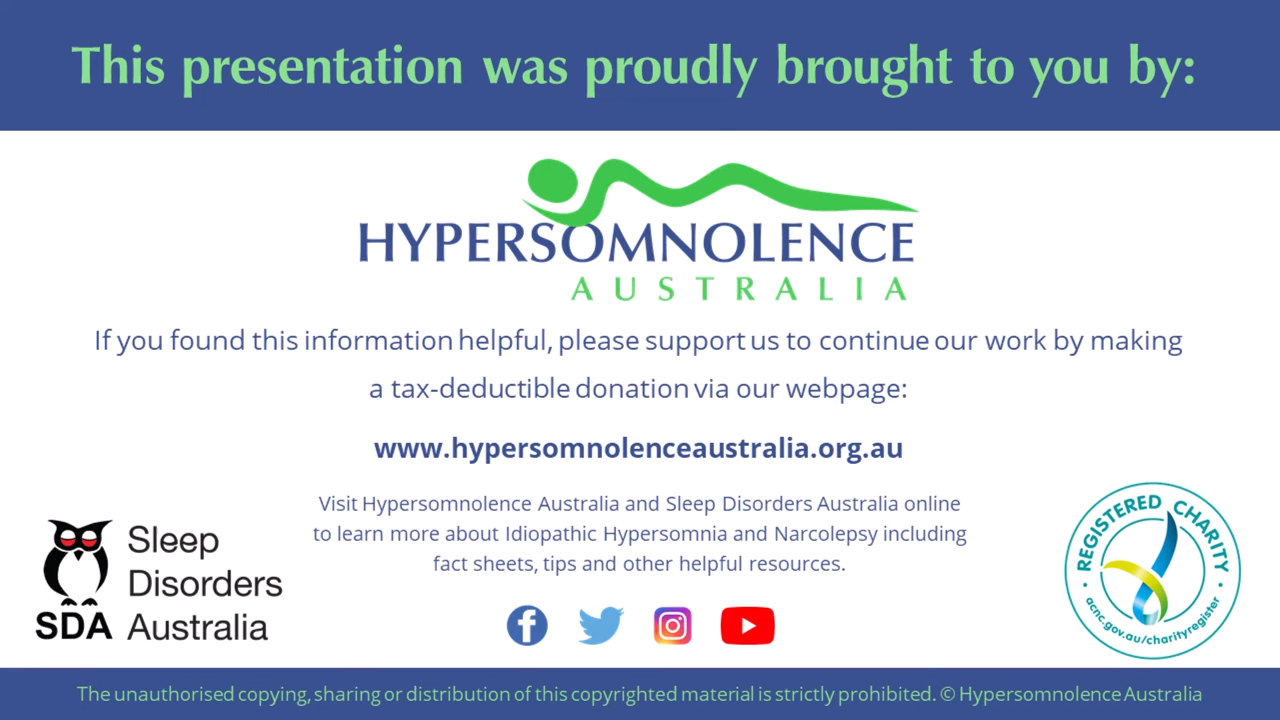 This presentation was proudly brought to you by:
HYPERSOMNOLENCE
AUSTRALIA
If you found this information helpful, please support us to continue our work by making
a tax-deductible donation via our webpage:
www.hypersomnolenceaustralia.org.au
Visit Hypersomnolence Australia and Sleep Disorders Australia online
to learn more about Idiopathic Hypersomnia and Narcolepsy including
fact sheets, tips and other helpful resources.
SDA
Sleep
Disorders
Australia
REGISTERED CHARITY
acnc.gov.au/charityregister
The unauthorised copying, sharing or distribution of this copyrighted material is strictly prohibited. © Hypersomnolence Australia